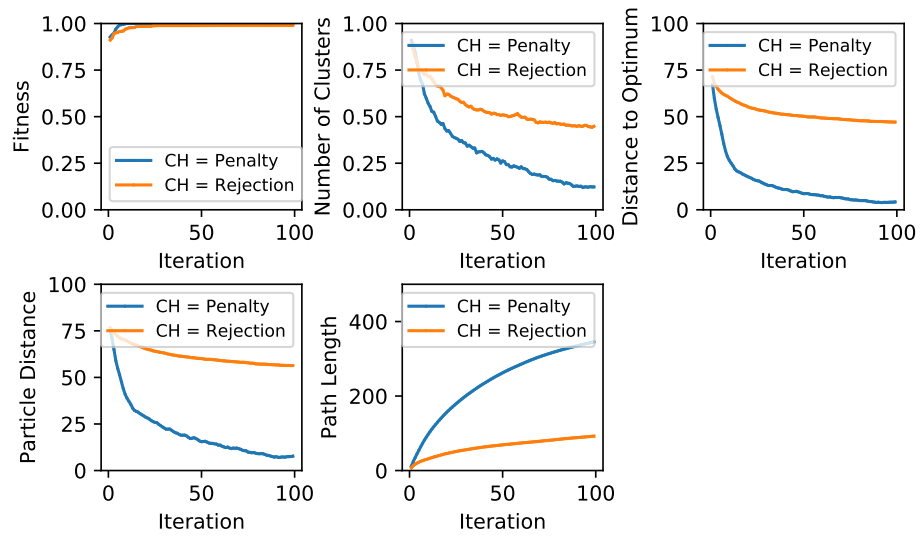 1.00
0.75
0.50
0.25
0.00
Fitness
CH = Penalty
CH = Rejection
0
50
100
Iteration
1.00
0.75
0.50
0.25
0.00
Number of Clusters
CH = Penalty
CH = Rejection
0
50
100
Iteration
100
75
50
25
0
Distance to Optimum
CH = Penalty
CH = Rejection
0
50
100
Iteration
100
75
50
25
0
Particle Distance
CH = Penalty
CH = Rejection
0
50
100
Iteration
400
200
0
Path Length
CH = Penalty
CH = Rejection
0
50
100
Iteration